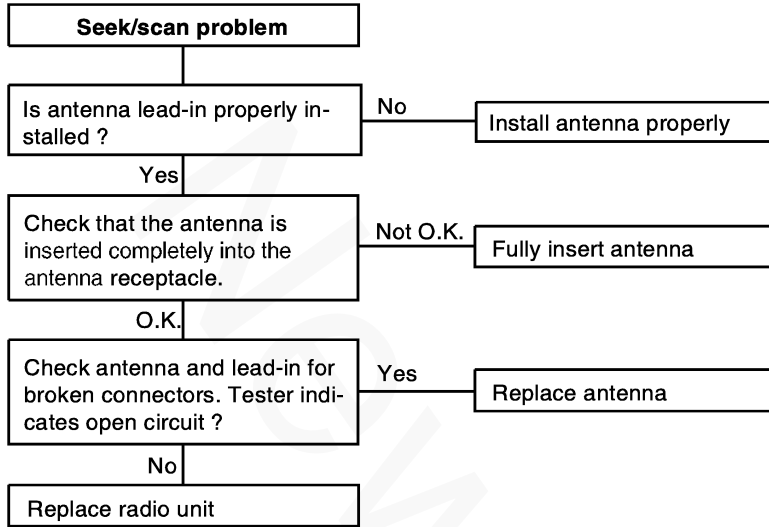 Seek/scan problem
Is antenna lead-in properly in-
stalled ?
No
Install antenna properly
Yes
Check that the antenna is
inserted completely into the
antenna receptacle.
Not O.K.
Fully insert antenna
O.K.
Check antenna and lead-in for
broken connectors. Tester indi-
cates open circuit ?
Yes
Replace antenna
No
Replace radio unit
New